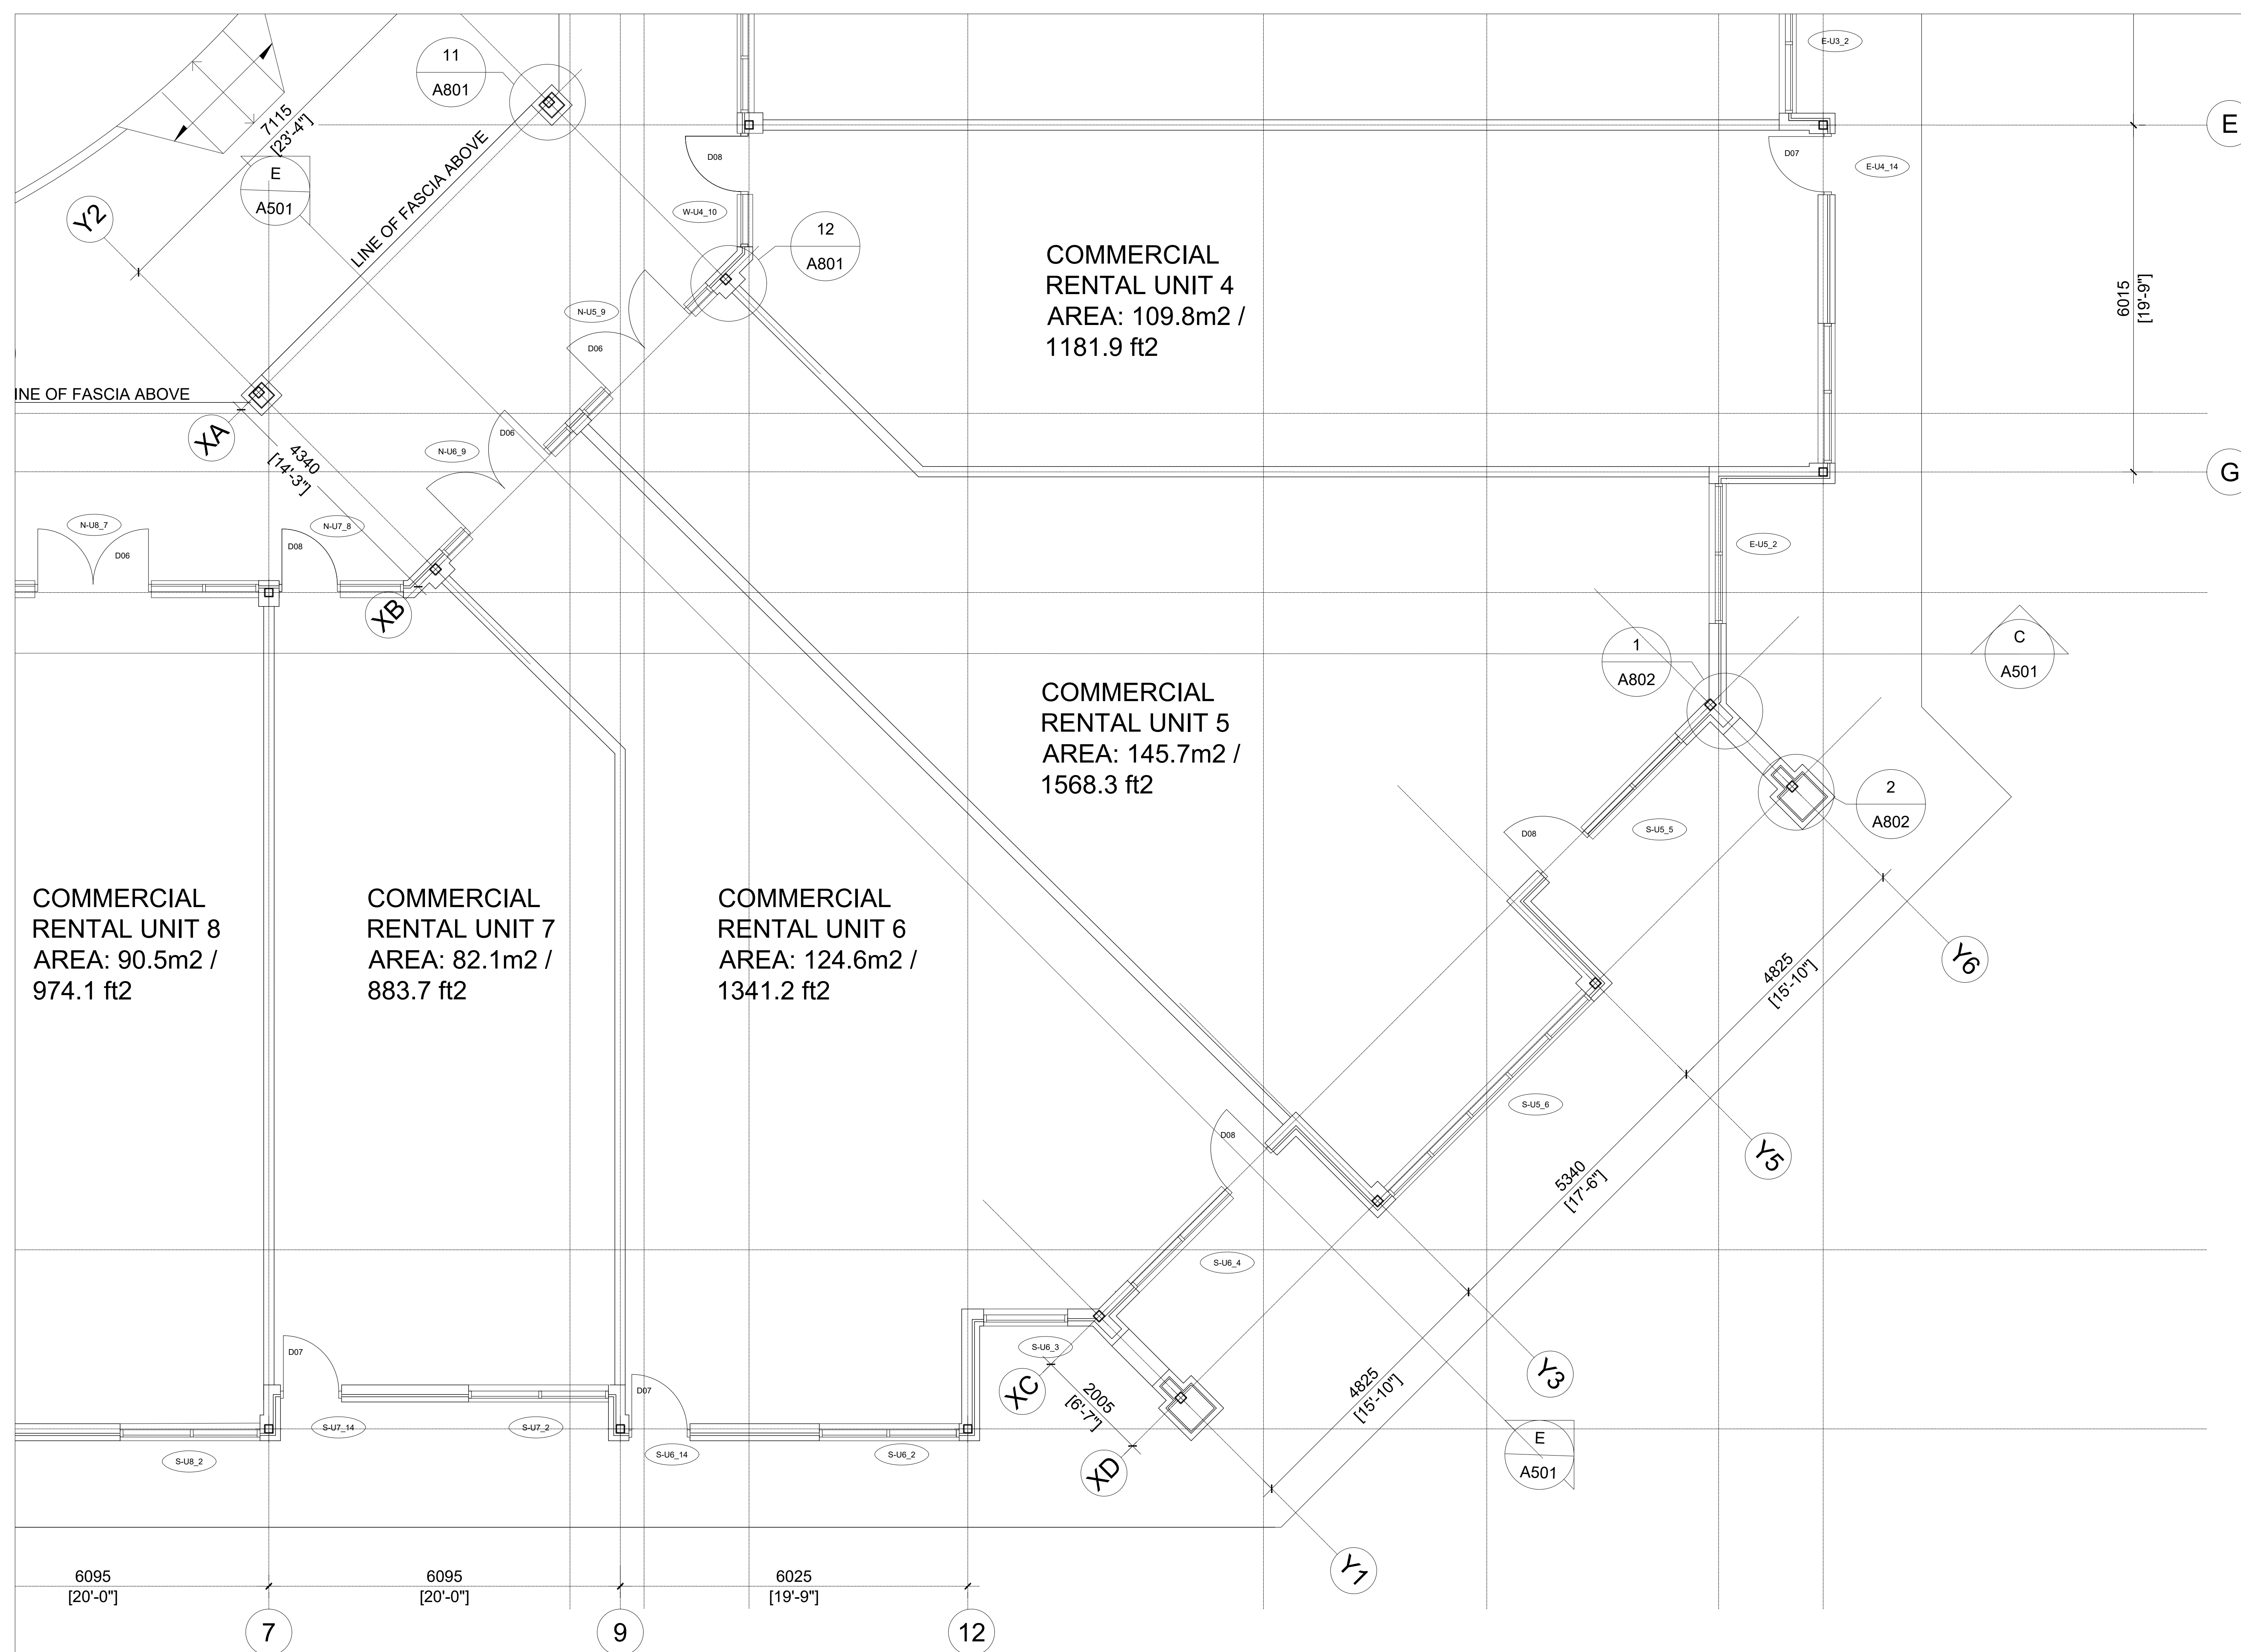 11
A801
E-U3_2
7115
[23'-4"]
E
D08
D07
E-U4_14
E
A501
LINE OF FASCIA ABOVE
Y2
W-U4_10
12
A801
COMMERCIAL
RENTAL UNIT 4
AREA: 109.8m2 /
1181.9 ft2
6015
[19'-9"]
N-U5_9
D06
INE OF FASCIA ABOVE
XA
D06
N-U6_9
4340
[14'-3"]
G
N-U8_7
D06
D08
N-U7_8
E-U5_2
XB
1
A802
C
A501
COMMERCIAL
RENTAL UNIT 5
AREA: 145.7m2 /
1568.3 ft2
2
A802
D08
S-U5_5
COMMERCIAL
RENTAL UNIT 8
AREA: 90.5m2 /
974.1 ft2
COMMERCIAL
RENTAL UNIT 7
AREA: 82.1m2 /
883.7 ft2
COMMERCIAL
RENTAL UNIT 6
AREA: 124.6m2 /
1341.2 ft2
4825
[15'-10"]
Y6
S-U5_6
D08
Y5
5340
[17'-6"]
S-U6_4
D07
S-U6_3
XC
D07
2005
[6'-7"]
4825
[15'-10"]
Y3
S-U7_14
S-U7_2
S-U8_2
S-U6_14
S-U6_2
XD
E
A501
Y1
6095
[20'-0"]
6095
[20'-0"]
6025
[19'-9"]
7
9
12